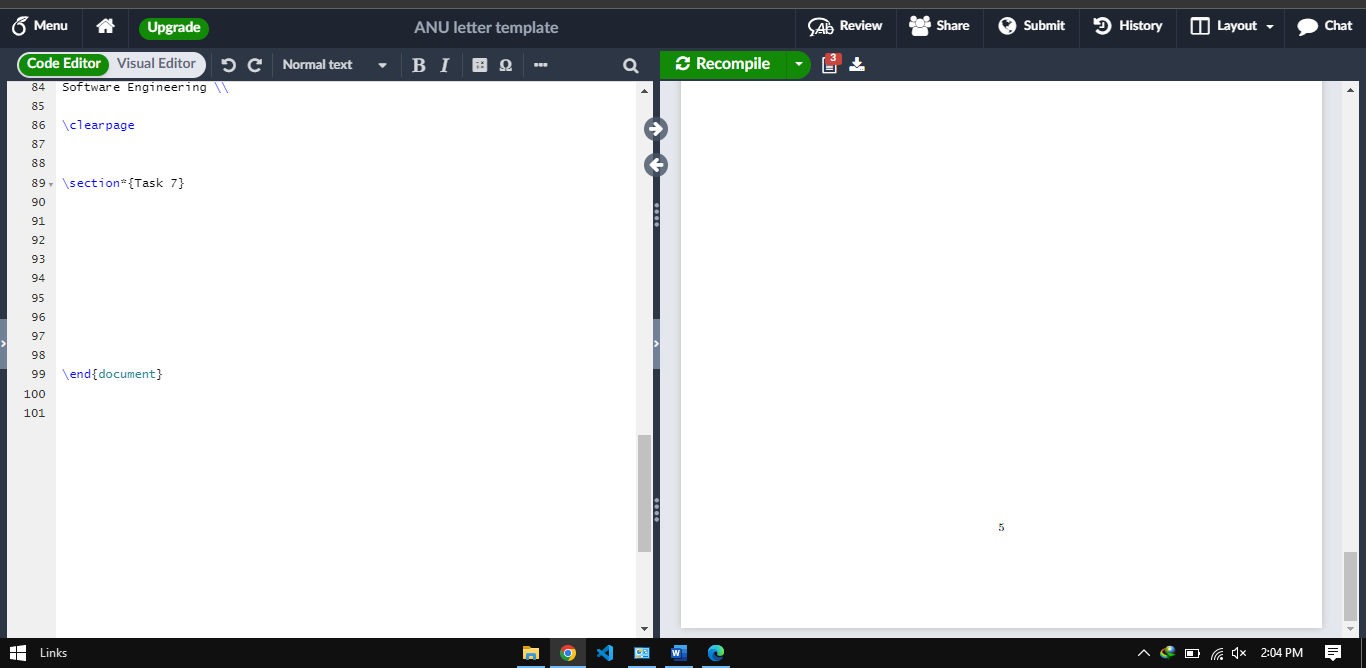 Menu
Upgrade
ANU letter template
Review
Share
Submit
History
Layout
Chat
Code Editor
Visual Editor
Normal text
B
I
Ω
Recompile
3
84 Software Engineering \\
85
86 \clearpage
87
88
89 \section*{Task 7}
90
91
92
93
94
95
96
97
98
99 \end{document}
100
101
5
Links
2:04 PM